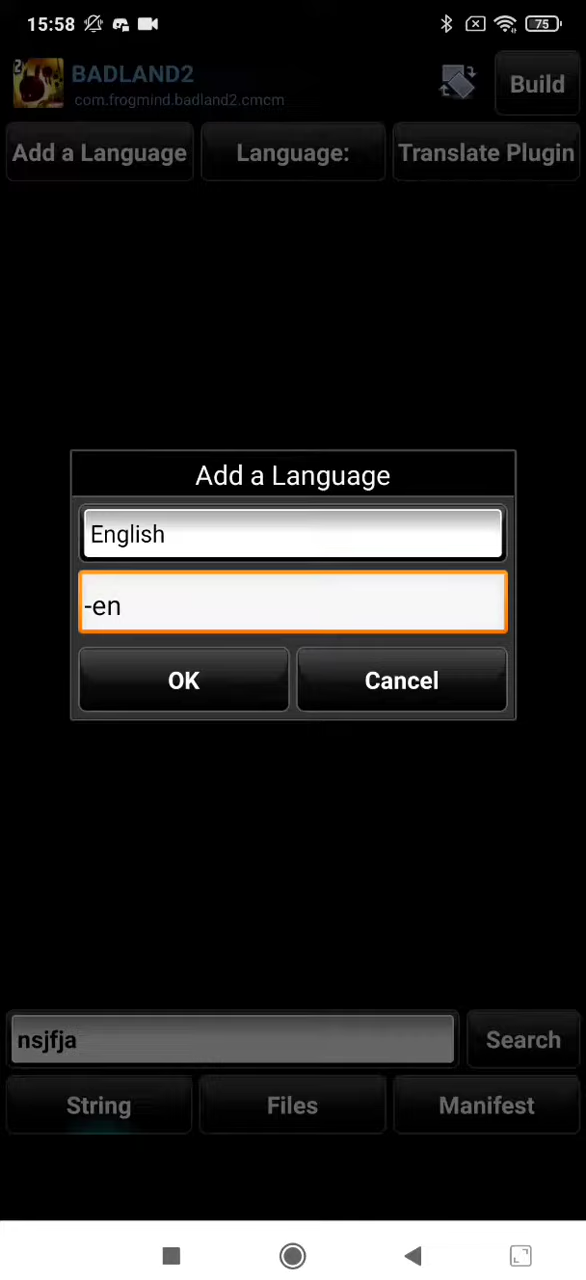 15:58
75
BADLAND2
com.frogmind.badland2.cmcm
Build
Add a Language
Language:
Translate Plugin
Add a Language
English
-en
OK
Cancel
nsjfja
Search
String
Files
Manifest